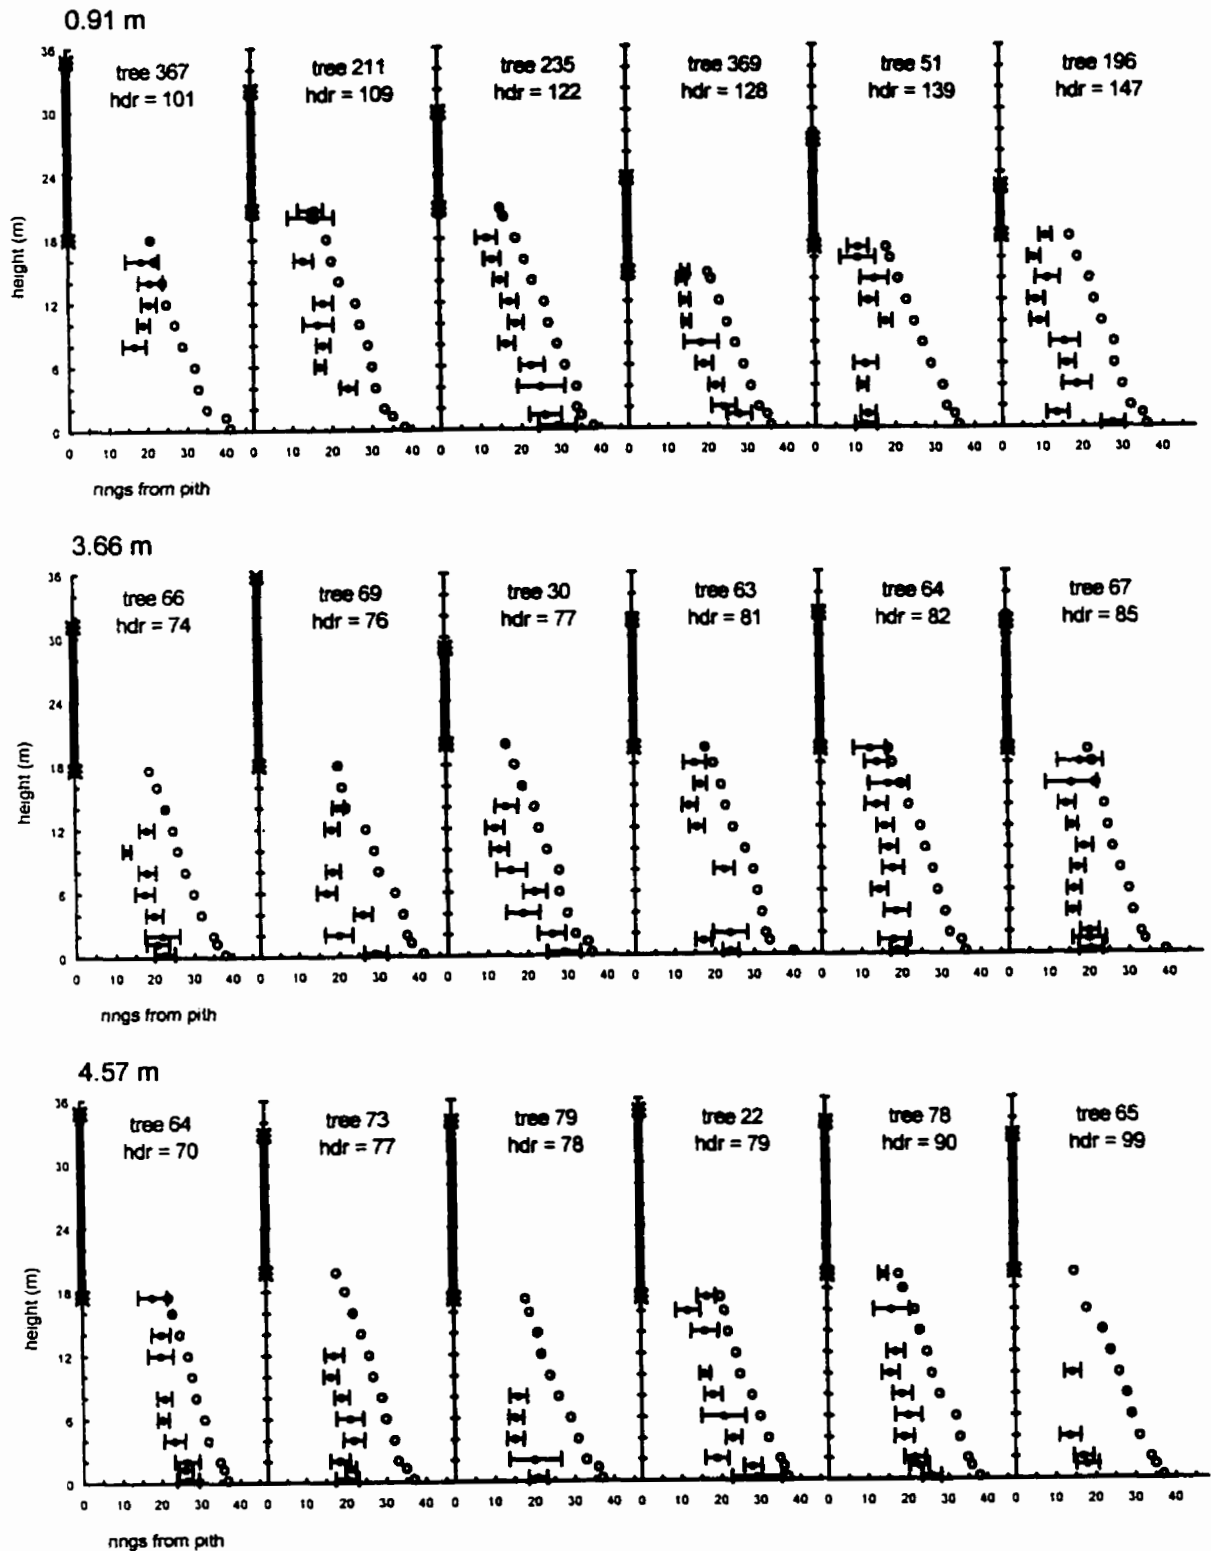 0.91 m
tree 367
hdr = 101
tree 211
hdr = 109
tree 235
hdr = 122
tree 369
hdr = 128
tree 51
hdr = 139
tree 196
hdr = 147
36
30
24
18
12
6
0
height (m)
0 10 20 30 40 0 10 20 30 40 0 10 20 30 40 0 10 20 30 40 0 10 20 30 40 0 10 20 30 40
rings from pith
3.66 m
tree 66
hdr = 74
tree 69
hdr = 76
tree 30
hdr = 77
tree 63
hdr = 81
tree 64
hdr = 82
tree 67
hdr = 85
36
30
24
18
12
6
0
height (m)
0 10 20 30 40 0 10 20 30 40 0 10 20 30 40 0 10 20 30 40 0 10 20 30 40 0 10 20 30 40
rings from pith
4.57 m
tree 64
hdr = 70
tree 73
hdr = 77
tree 79
hdr = 78
tree 22
hdr = 79
tree 78
hdr = 90
tree 65
hdr = 99
36
30
24
18
12
6
0
height (m)
0 10 20 30 40 0 10 20 30 40 0 10 20 30 40 0 10 20 30 40 0 10 20 30 40 0 10 20 30 40
rings from pith